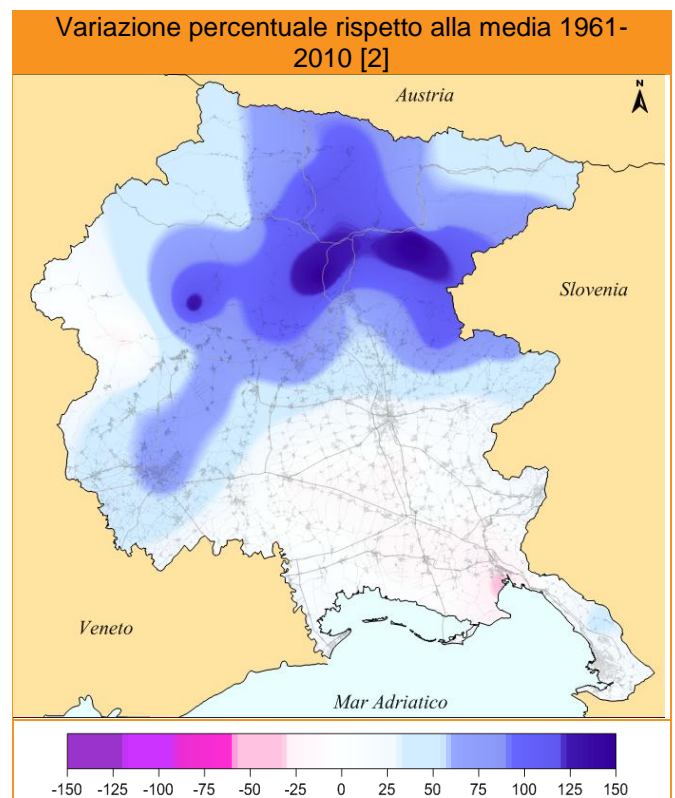 Variazione percentuale rispetto alla media 1961-
2010 [2]
Austria
N
Slovenia
Veneto
Mar Adriatico
-150 -125 -100 -75 -50 -25 0 25 50 75 100 125 150